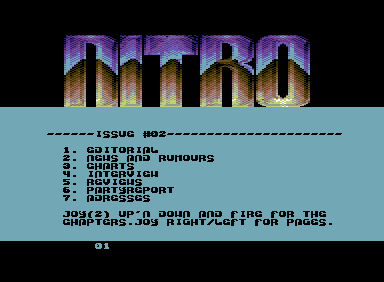 NITRO
------ISSUE #02-----------------------
1. EDITORIAL
2. NEWS AND RUMOURS
3. CHARTS
4. INTERVIEW
5. REVIEWS
6. PARTYREPORT
7. ADRESSES
JOY(2) UP'N DOWN AND FIRE FOR THE
CHAPTERS.JOY RIGHT/LEFT FOR PAGES.
01